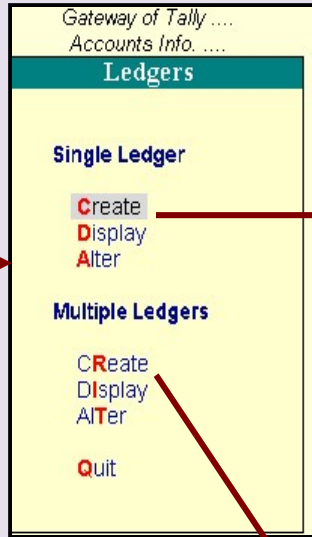 Gateway of Tally ....
Accounts Info. ....
Ledgers
Single Ledger
Create
Display
Alter
Multiple Ledgers
CReate
DIsplay
AlTer
Quit